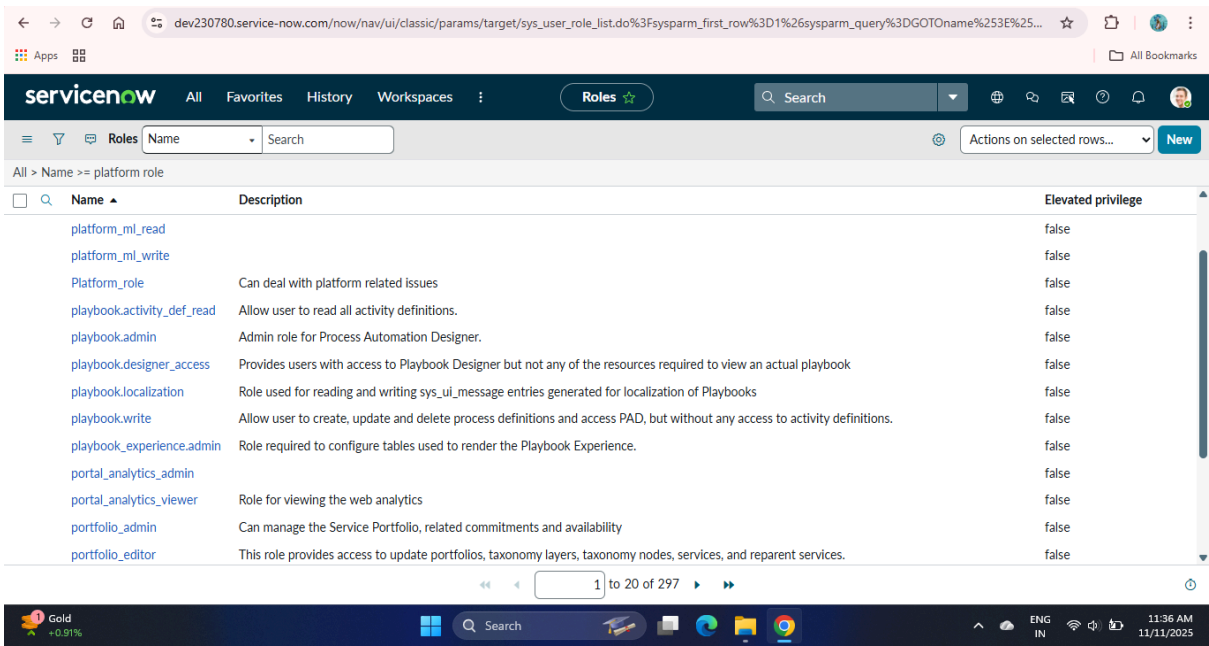 dev230780.service-now.com/now/nav/ui/classic/params/target/sys_user_role_list.do%3Fsysparm_first_row%3D1%26sysparm_query%3DGOTOname%253E%25...
Apps
All Bookmarks
servicenow All Favorites History Workspaces Roles Search
Roles Name Search Actions on selected rows... New
All > Name >= platform role
Name Description Elevated privilege
platform_ml_read false
platform_ml_write false
Platform_role Can deal with platform related issues false
playbook.activity_def_read Allow user to read all activity definitions. false
playbook.admin Admin role for Process Automation Designer. false
playbook.designer_access Provides users with access to Playbook Designer but not any of the resources required to view an actual playbook false
playbook.localization Role used for reading and writing sys_ui_message entries generated for localization of Playbooks false
playbook.write Allow user to create, update and delete process definitions and access PAD, but without any access to activity definitions. false
playbook_experience.admin Role required to configure tables used to render the Playbook Experience. false
portal_analytics_admin false
portal_analytics_viewer Role for viewing the web analytics false
portfolio_admin Can manage the Service Portfolio, related commitments and availability false
portfolio_editor This role provides access to update portfolios, taxonomy layers, taxonomy nodes, services, and reparent services. false
1 to 20 of 297
1 Gold Search ENG 11:36 AM
+0.91% IN 11/11/2025